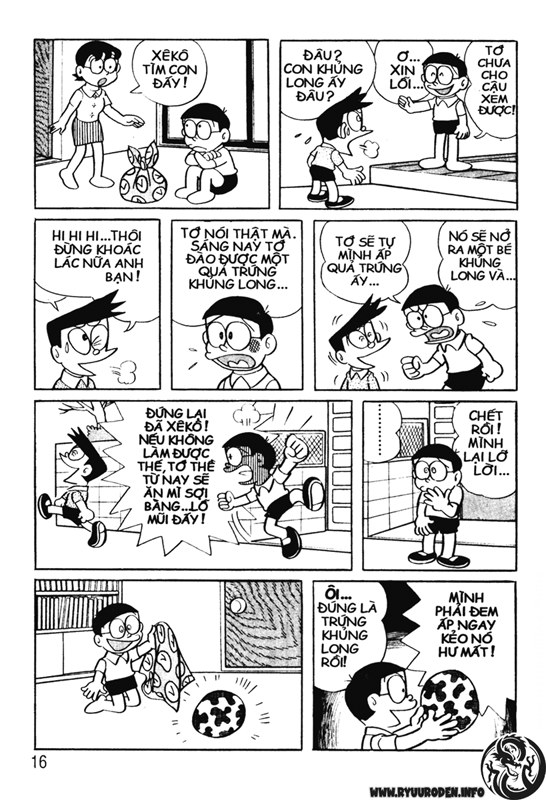 XÊKÔ
TÌM CON
ĐẤY!
ĐÂU?
CON KHỦNG
LONG ẤY
ĐÂU?
Ơ...
XIN
LỖI...
TỚ
CHƯA
CHO
CẬU
XEM
ĐƯỢC!
HI HI HI...THÔI
ĐỪNG KHOÁC
LÁC NỮA ANH
BẠN!
TỚ NÓI THẬT MÀ.
SÁNG NAY TỚ
ĐÀO ĐƯỢC MỘT
QUẢ TRỨNG
KHỦNG LONG...
TỚ SẼ TỰ
MÌNH ẤP
QUẢ TRỨNG
ẤY...
NÓ SẼ NỞ
RA MỘT BÉ
KHỦNG
LONG VÀ...
ĐỨNG LẠI
ĐÃ XÊKÔ!
NẾU KHÔNG
LÀM ĐƯỢC
THẾ, TỚ THỀ
TỪ NAY SẼ
ĂN MÌ SỢI
BẰNG...LỖ
MŨI ĐẤY!
..........
..........
CHẾT
RỒI!
MÌNH
LẠI LỠ
LỜI...
ÔI...
ĐÚNG LÀ
TRỨNG
KHỦNG
LONG RỒI!
MÌNH
PHẢI ĐEM
ẤP NGAY
KẺO NÓ
HƯ MẤT!
16
WWW.RYUURODEN.INFO